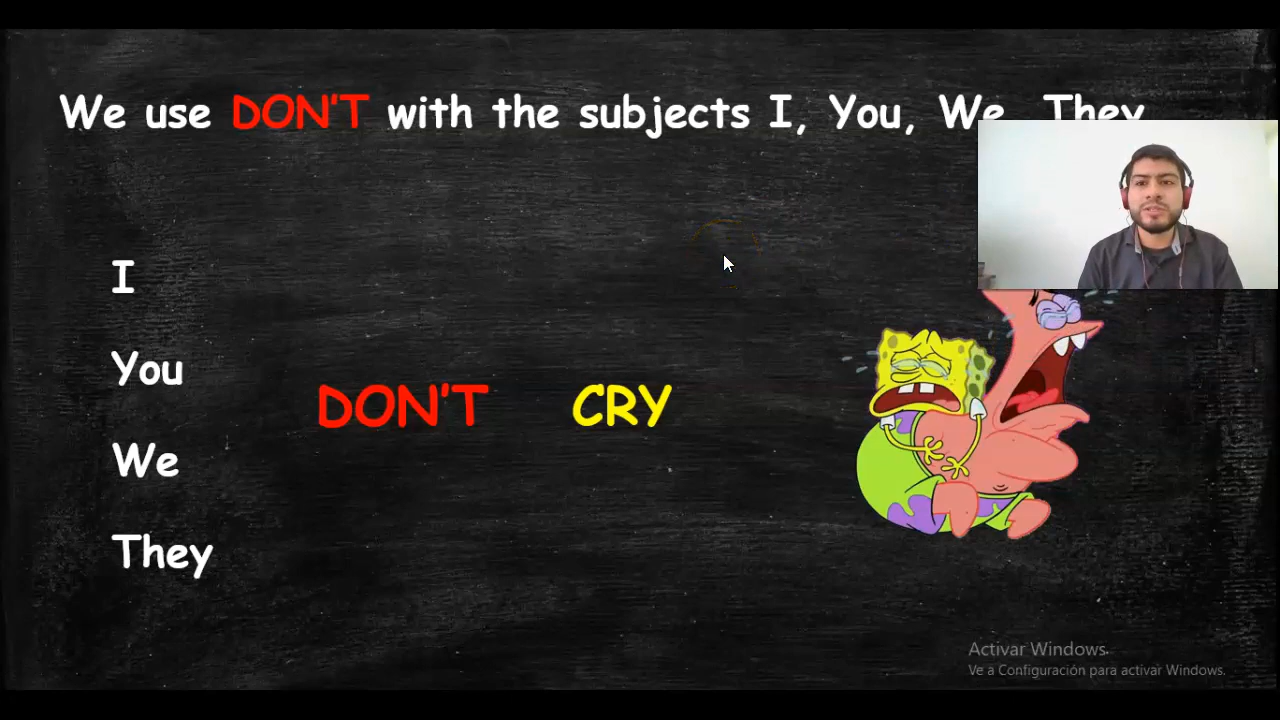 We use DON'T with the subjects I, You, We, They
I
You
We
They
DON'T CRY
Activar Windows
Ve a Configuración para activar Windows.